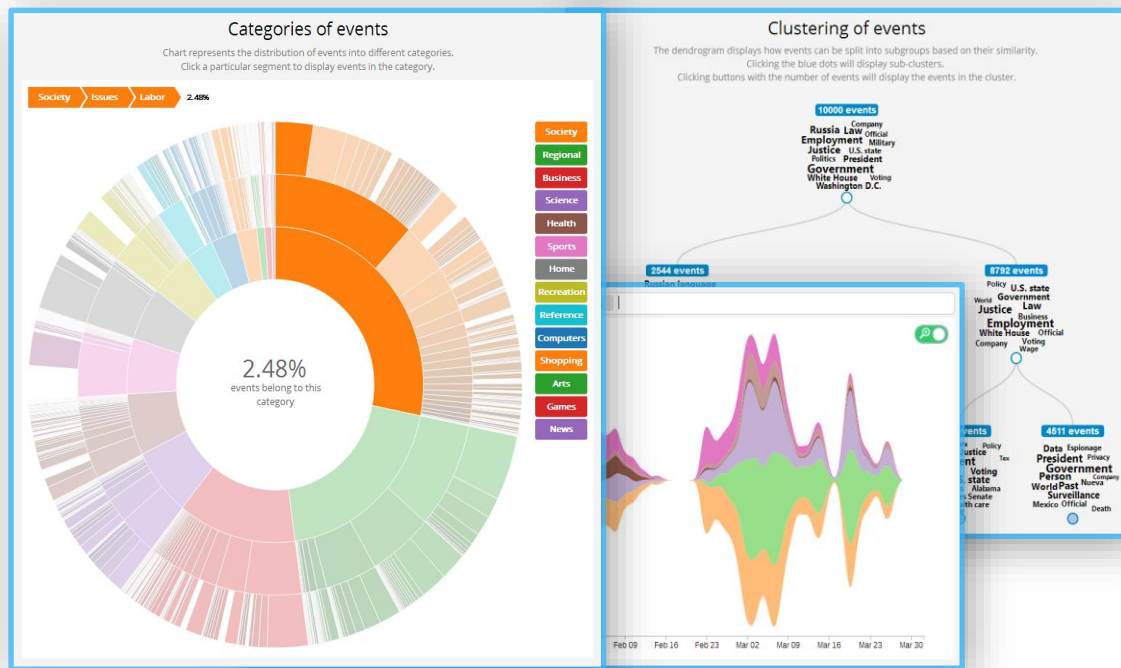 Categories of events
Chart represents the distribution of events into different categories.
Click a particular segment to display events in the category.
Society Issues Labor 2.48%
Society
Regional
Business
Science
Health
Sports
Home
Recreation
Reference
Computers
Shopping
Arts
Games
News
2.48%
events belong to this
category
Clustering of events
The dendrogram displays how events can be split into subgroups based on their similarity.
Clicking the blue dots will display sub-clusters.
Clicking buttons with the number of events will display the events in the cluster.
10000 events
Company
Russia Law Official
Employment Military
Justice U.S. state
Politics President
Government
White House Voting
Washington D.C.
2544 events
Russian language
8792 events
Policy U.S. state
World Government
Justice Law
Business
Employment
White House Official
Company Voting
Wage
Policy
Tax
Voting
Alabama
Senate
4511 events
Data Espionage
President Privacy
Government
Person Company
World Past Nueva
Surveillance
Mexico Official
Death
Feb 09 Feb 16 Feb 23 Mar 02 Mar 09 Mar 16 Mar 23 Mar 30